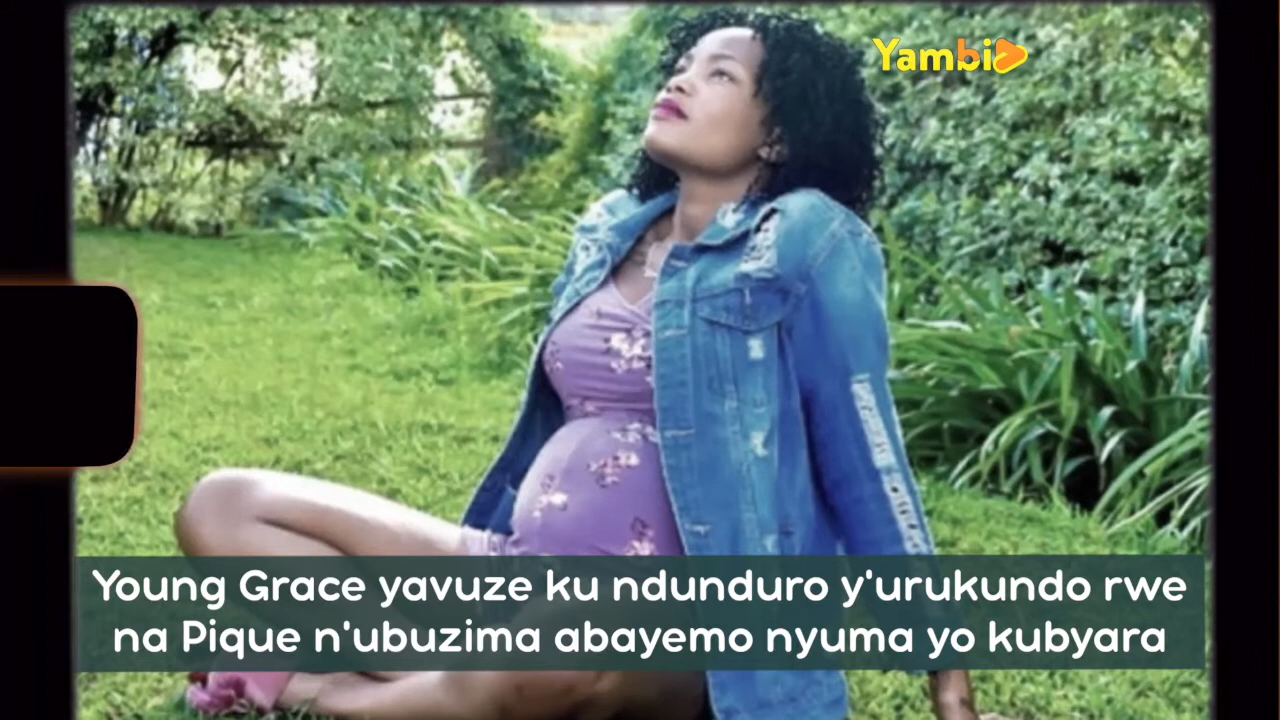 Yambi
Young Grace yavuze ku ndunduro y'urukundo rwe
na Pique n'ubuzima abayemo nyuma yo kubyara